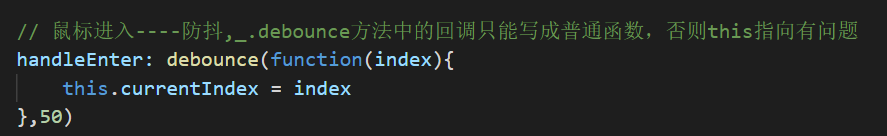 // 鼠标进入----防抖,_.debounce方法中的回调只能写成普通函数，否则this指向有问题
handleEnter: debounce(function(index){
    this.currentIndex = index
},50)